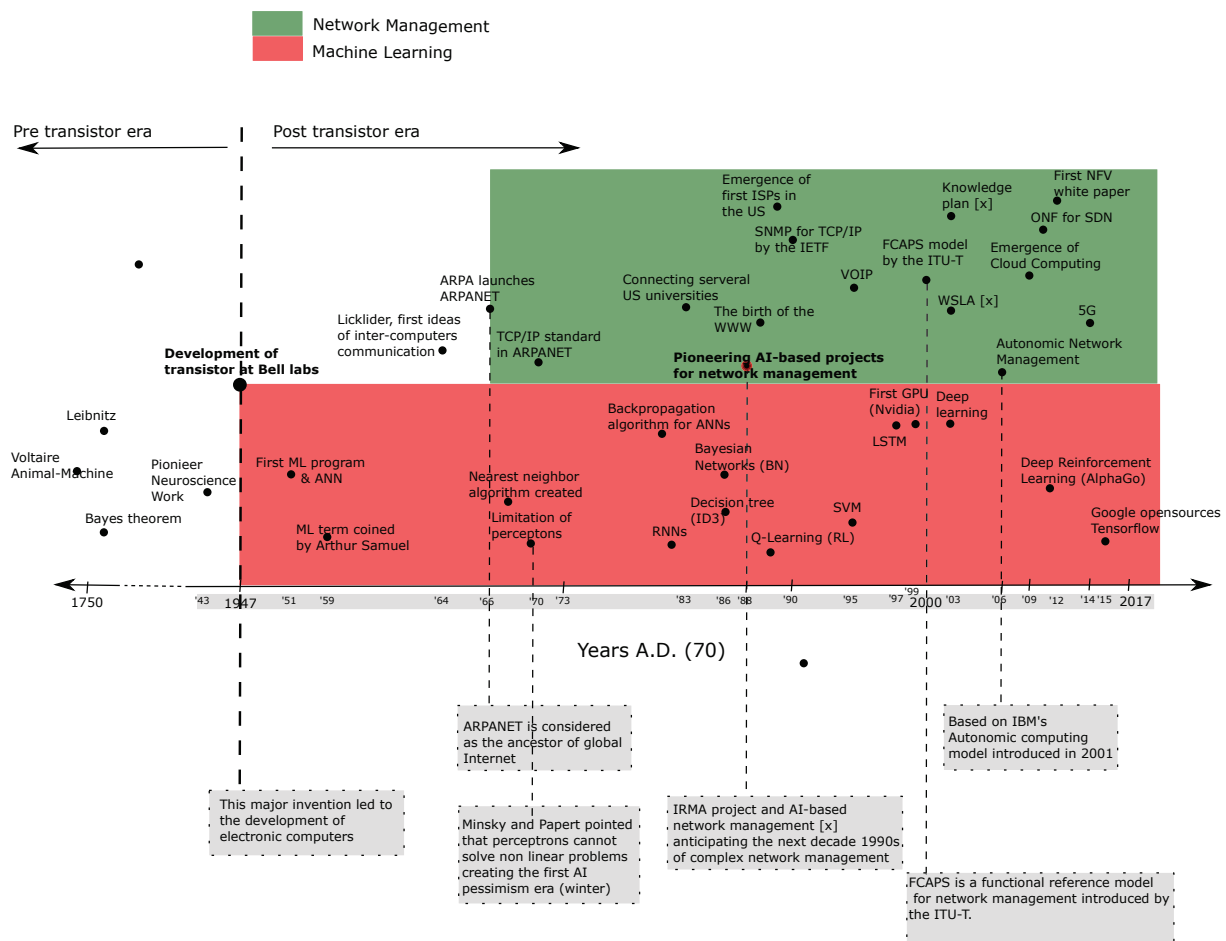 Network Management
Machine Learning
Pre transistor era
Post transistor era
Emergence of
first ISPs in
the US
Knowledge
plan [x]
First NFV
white paper
ONF for SDN
SNMP for TCP/IP
by the IETF
FCAPS model
by the ITU-T
Emergence of
Cloud Computing
ARPA launches
ARPANET
Connecting serveral
US universities
VOIP
WSLA [x]
Licklider, first ideas
of inter-computers
communication
The birth of the
WWW
5G
TCP/IP standard
in ARPANET
Autonomic Network
Management
Development of
transistor at Bell labs
Pioneering AI-based projects
for network management
Leibnitz
Backpropagation
algorithm for ANNs
First GPU
(Nvidia)
Deep
learning
LSTM
Voltaire
Animal-Machine
Pionieer
Neuroscience
Work
First ML program
& ANN
Nearest neighbor
algorithm created
Bayesian
Networks (BN)
Deep Reinforcement
Learning (AlphaGo)
Bayes theorem
ML term coined
by Arthur Samuel
Limitation of
perceptons
RNNs
Decision tree
(ID3)
SVM
Q-Learning (RL)
Google opensources
Tensorflow
1750
'43
1947
'51
'59
'64
'66
'70
'73
'83
'86
'88
'90
'95
'97
'99
2000
'03
'06
'09
'12
'14
'15
2017
Years A.D. (70)
ARPANET is considered
as the ancestor of global
Internet
Based on IBM's
Autonomic computing
model introduced in 2001
This major invention led to
the development of
electronic computers
Minsky and Papert pointed
that perceptrons cannot
solve non linear problems
creating the first AI
pessimism era (winter)
IRMA project and AI-based
network management [x]
anticipating the next decade 1990s
of complex network management
FCAPS is a functional reference model
for network management introduced by
the ITU-T.